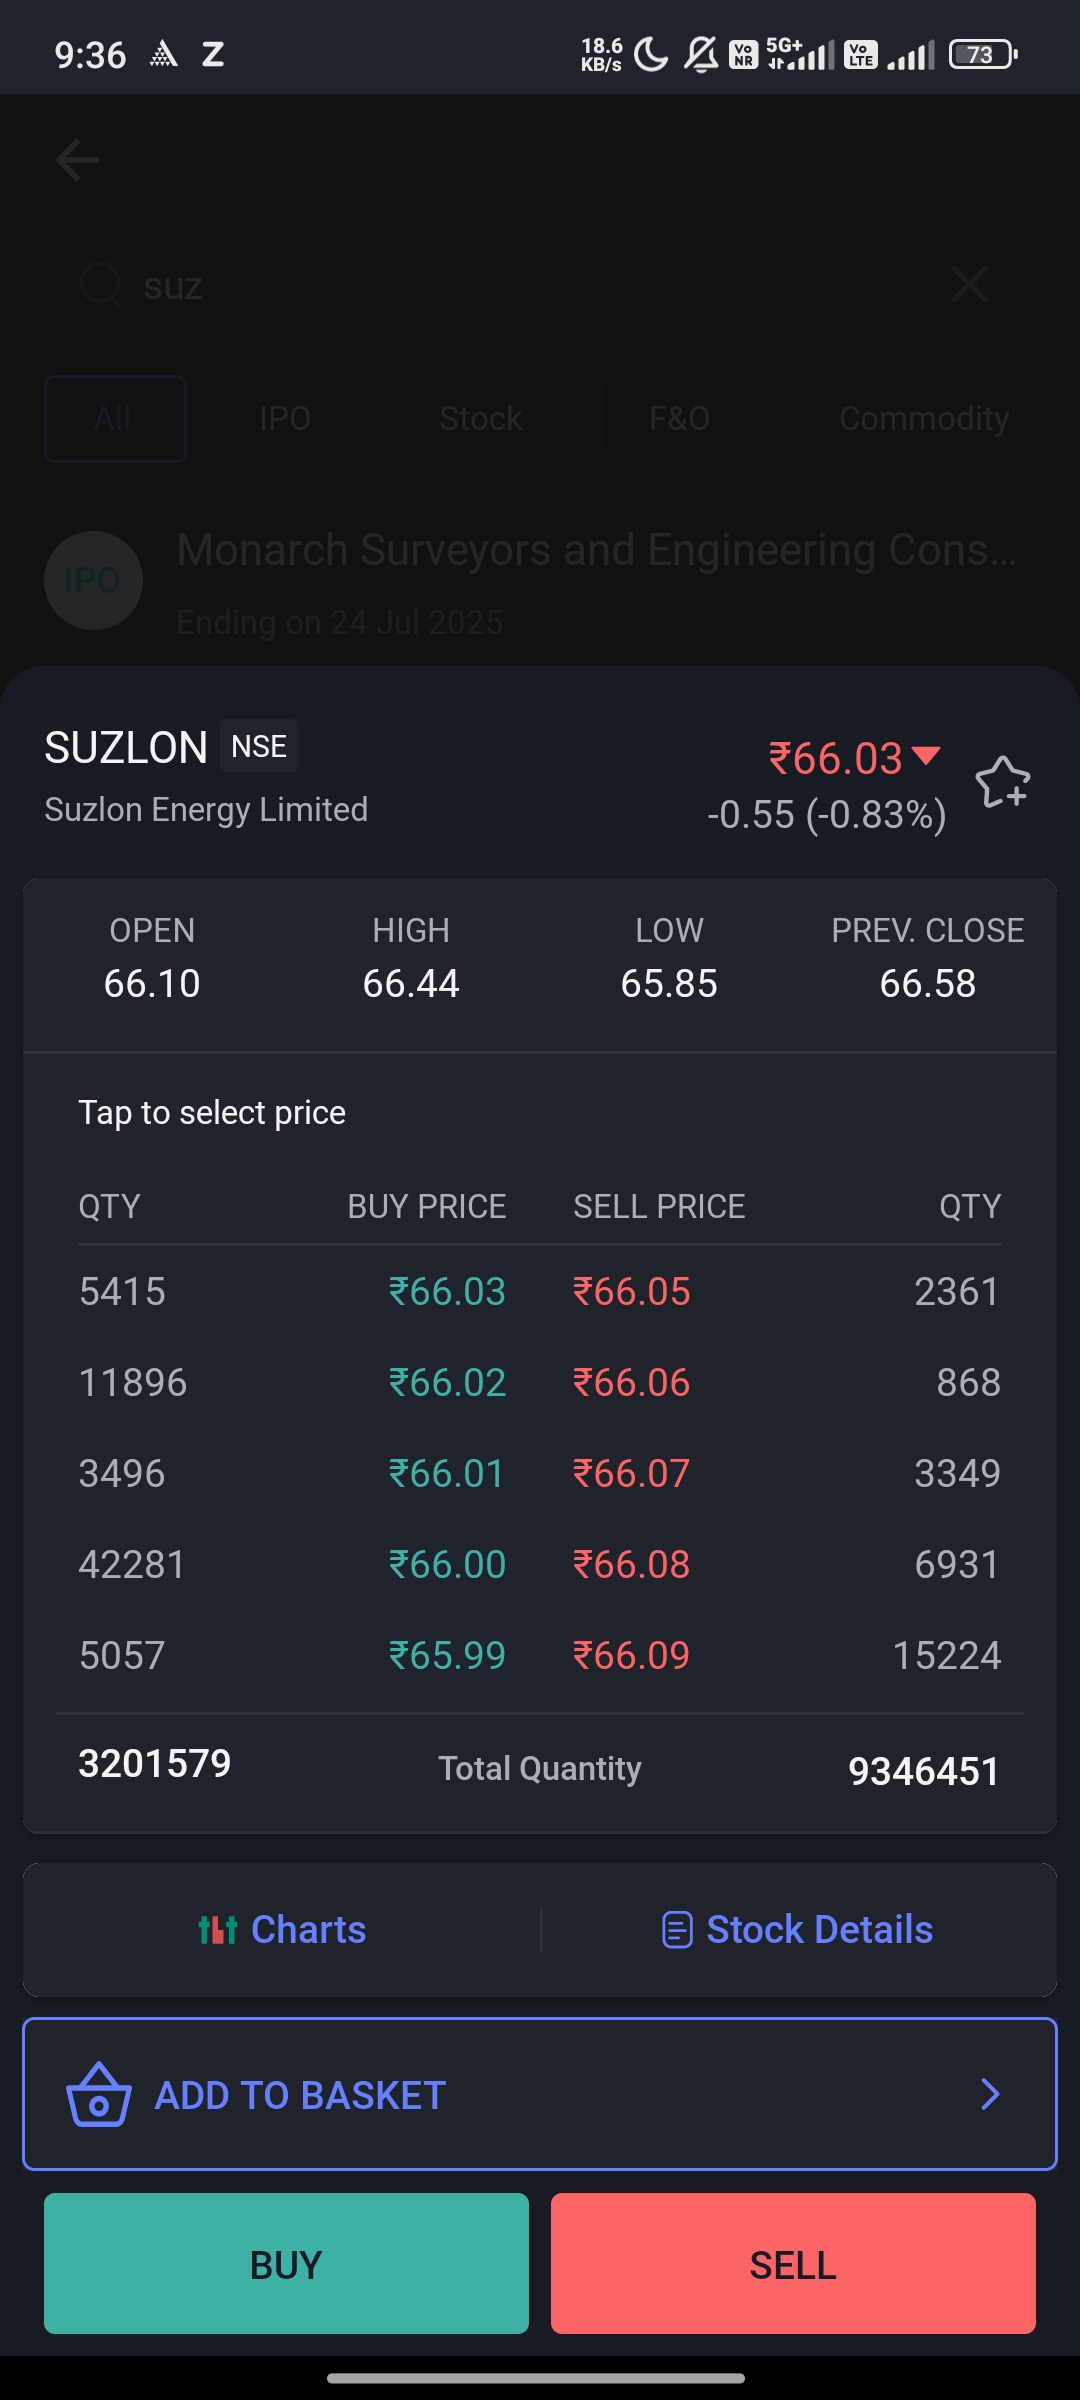 9:36
18.6 KB/s
Vo NR
5G+
Vo LTE
73
suz
All IPO Stock F&O Commodity
IPO
Monarch Surveyors and Engineering Cons...
Ending on 24 Jul 2025
SUZLON NSE
₹66.03
Suzlon Energy Limited
-0.55 (-0.83%)
OPEN HIGH LOW PREV. CLOSE
66.10 66.44 65.85 66.58
Tap to select price
QTY BUY PRICE SELL PRICE QTY
5415 ₹66.03 ₹66.05 2361
11896 ₹66.02 ₹66.06 868
3496 ₹66.01 ₹66.07 3349
42281 ₹66.00 ₹66.08 6931
5057 ₹65.99 ₹66.09 15224
3201579 Total Quantity 9346451
Charts Stock Details
ADD TO BASKET
BUY SELL